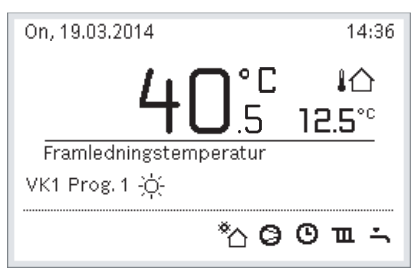 On, 19.03.2014 14:36
40.5 °C 12.5°C
Framledningstemperatur
VK1 Prog. 1